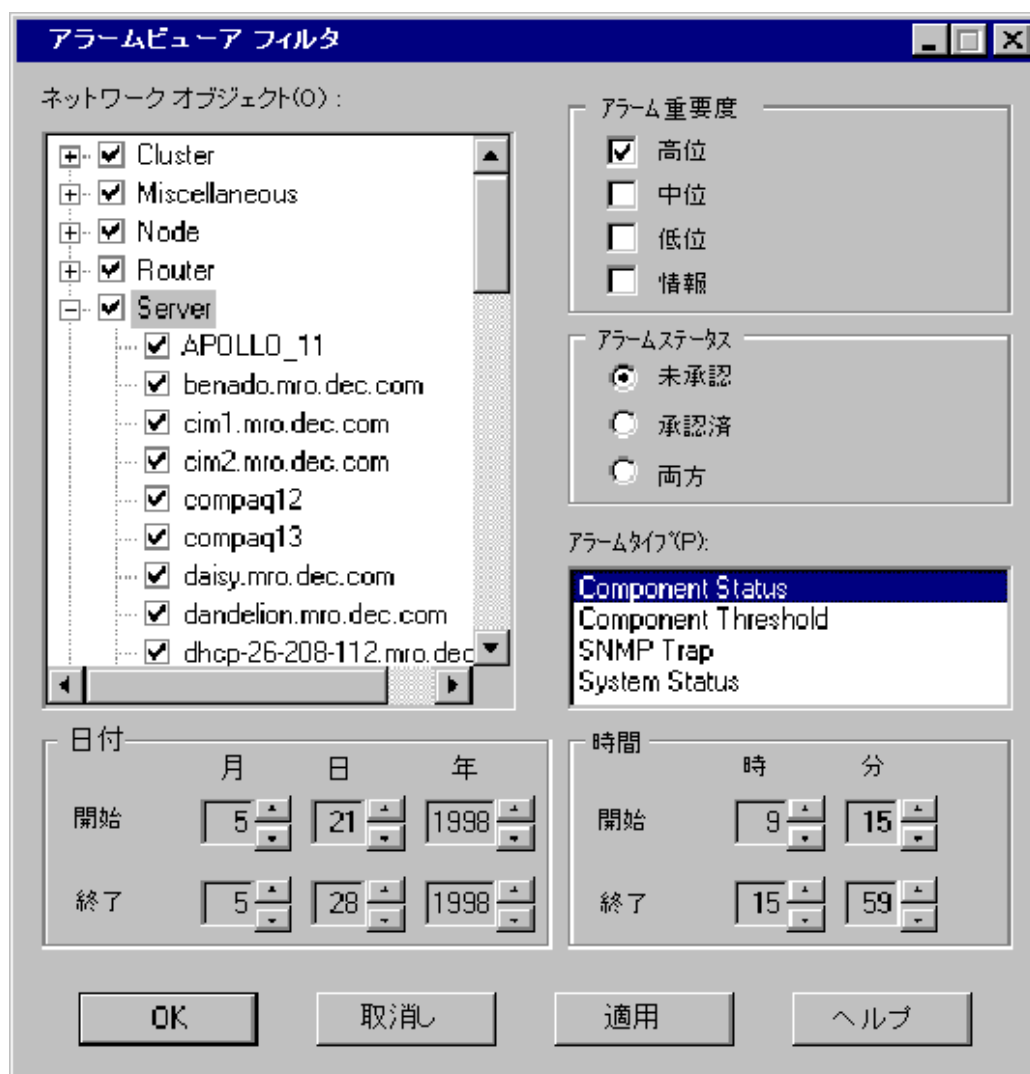 アラームビューア フィルタ
ネットワーク オブジェクト(O) :
Cluster
Miscellaneous
Node
Router
Server
APOLLO_11
benado.mro.dec.com
cim1.mro.dec.com
cim2.mro.dec.com
compaq12
compaq13
daisy.mro.dec.com
dandelion.mro.dec.com
dhcp-26-208-112.mro.dec
アラーム重要度
高位
中位
低位
情報
アラームステータス
未承認
承認済
両方
アラームタイプ(P):
Component Status
Component Threshold
SNMP Trap
System Status
日付
月 日 年
開始 5 21 1998
終了 5 28 1998
時間
時 分
開始 9 15
終了 15 59
OK 取消し 適用 ヘルプ